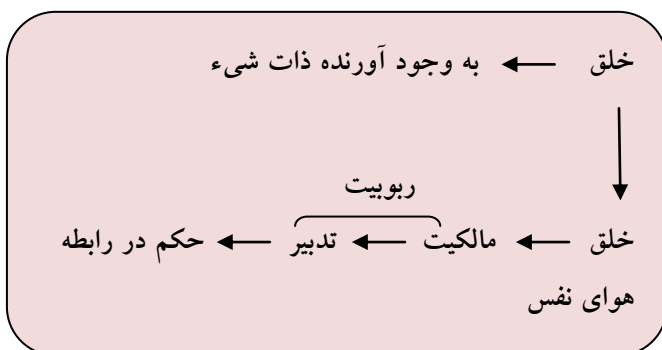 خلق ← به وجود آورنده ذات شیء
ربوبیت
خلق ← مالکیت ← تدبیر ← حکم در رابطه
هوای نفس